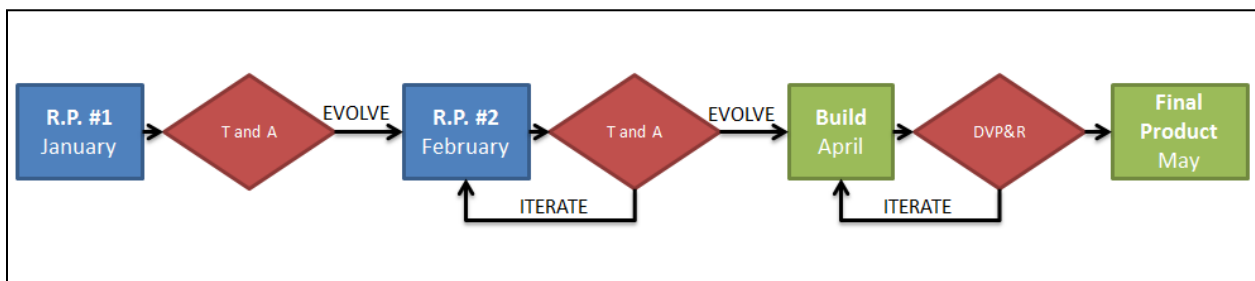 R.P. #1
January
T and A
EVOLVE
R.P. #2
February
T and A
EVOLVE
Build
April
DVP&R
Final
Product
May
ITERATE
ITERATE